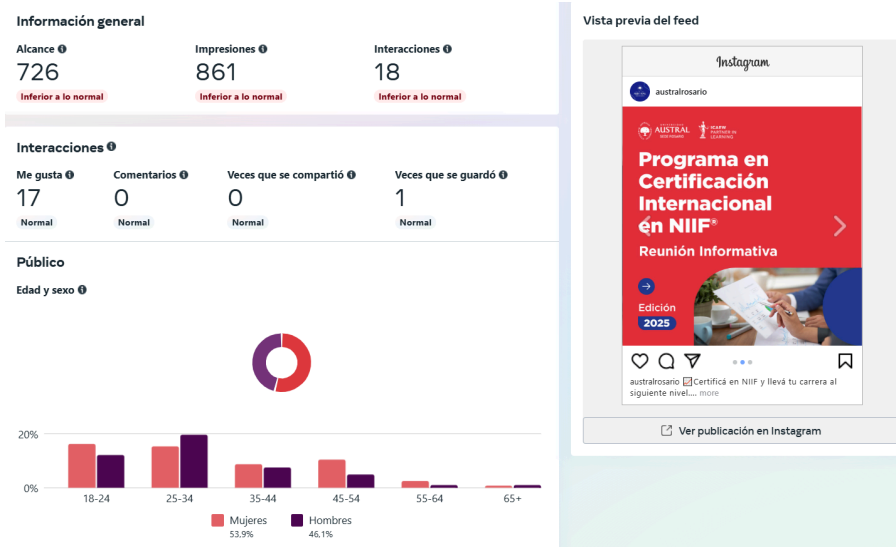 Información general
Alcance
Impresiones
Interacciones
726
861
18
Inferior a lo normal
Inferior a lo normal
Inferior a lo normal
Interacciones
Me gusta
Comentarios
Veces que se compartió
Veces que se guardó
17
0
0
1
Normal
Normal
Normal
Normal
Público
Edad y sexo
20%
0%
18-24
25-34
35-44
45-54
55-64
65+
Mujeres
53,9%
Hombres
46,1%
Vista previa del feed
Instagram
australrosario
AUSTRAL
ICAEW
PARTNER IN
LEARNING
Programa en
Certificación
Internacional
en NIIF®
Reunión Informativa
Edición
2025
australrosario Certificá en NIIF y llevá tu carrera al
siguiente nivel.... more
Ver publicación en Instagram